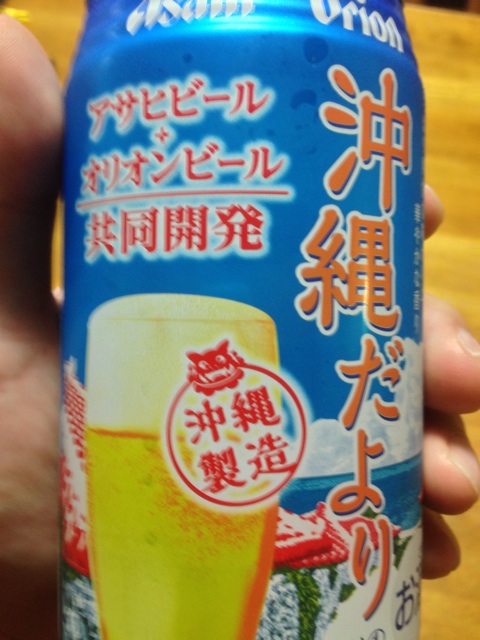 Asahi
Orion
アサヒビール
+
オリオンビール
共同開発
沖縄だより
沖縄
製造
お